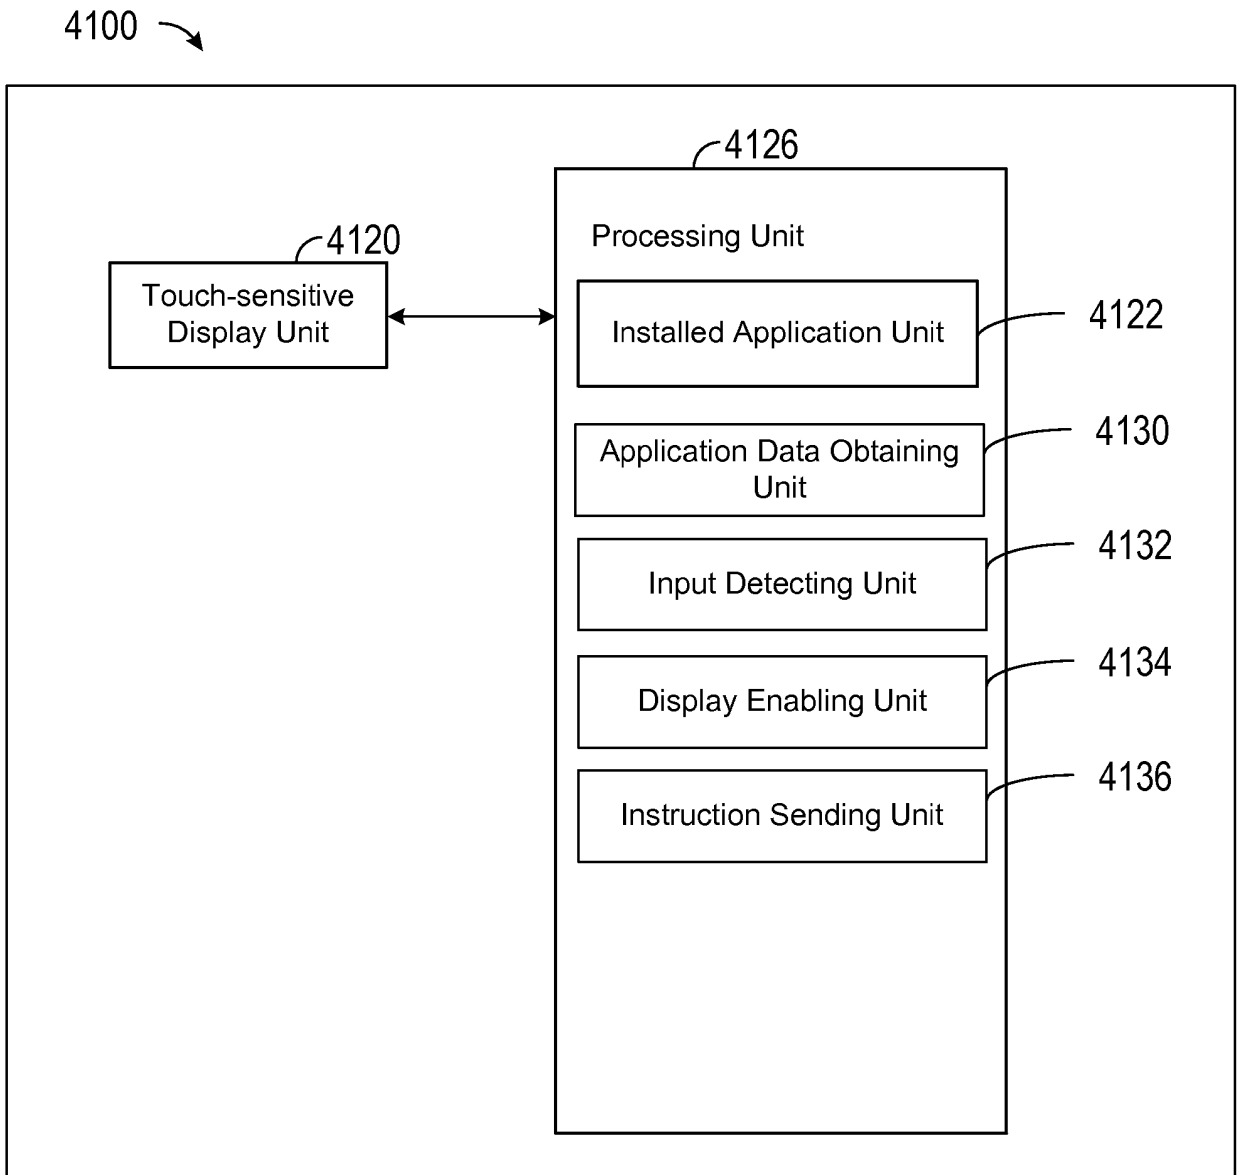 4100
4126
Processing Unit
4120
Touch-sensitive
Display Unit
Installed Application Unit
4122
Application Data Obtaining
Unit
4130
Input Detecting Unit
4132
Display Enabling Unit
4134
Instruction Sending Unit
4136